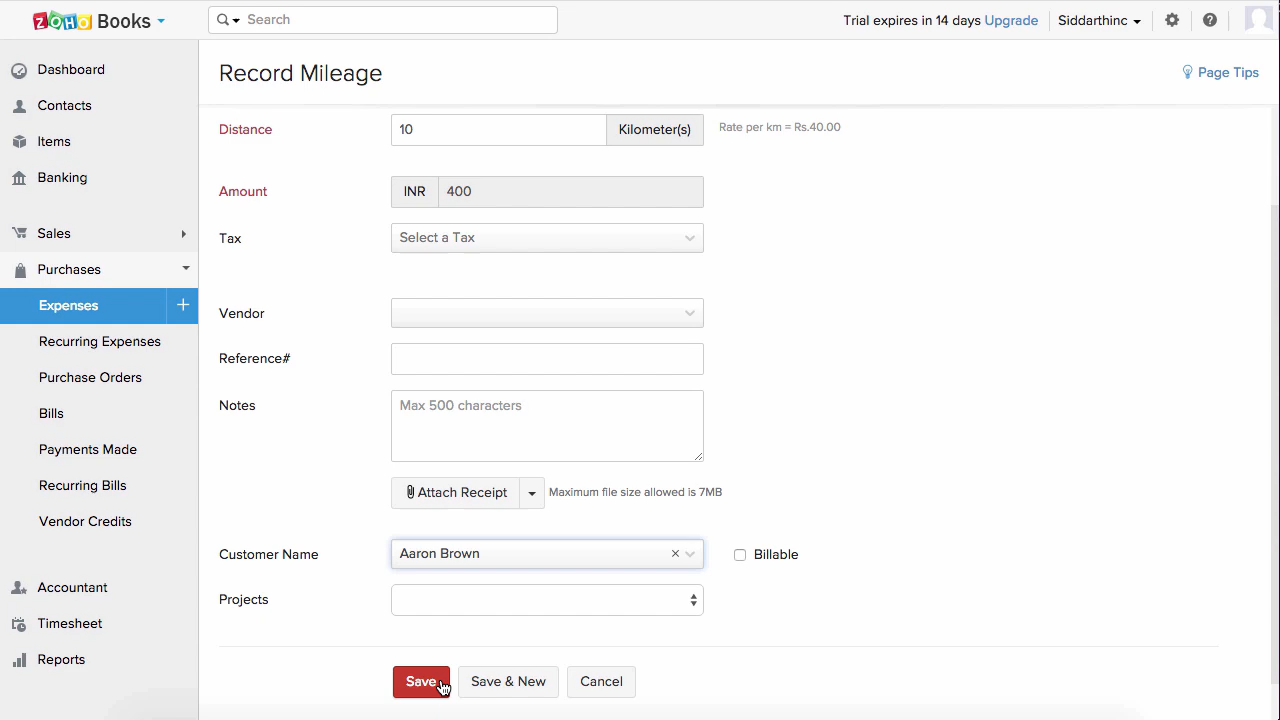 ZOHO Books
Search
Trial expires in 14 days Upgrade
Siddarthinc
Dashboard
Contacts
Items
Banking
Sales
Purchases
Expenses
+
Recurring Expenses
Purchase Orders
Bills
Payments Made
Recurring Bills
Vendor Credits
Accountant
Timesheet
Reports
Record Mileage
Page Tips
Distance
10
Kilometer(s)
Rate per km = Rs.40.00
Amount
INR
400
Tax
Select a Tax
Vendor
Reference#
Notes
Max 500 characters
Attach Receipt
Maximum file size allowed is 7MB
Customer Name
Aaron Brown
×
Billable
Projects
Save
Save & New
Cancel